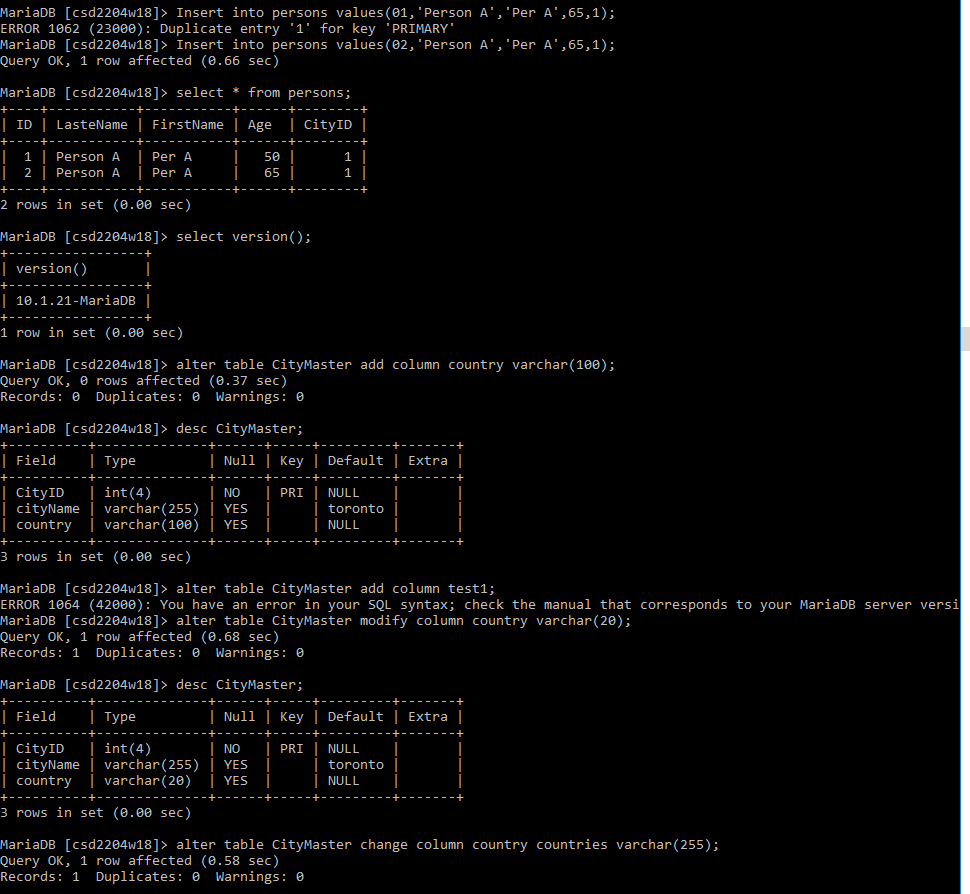 MariaDB [csd2204w18]> Insert into persons values(01,'Person A','Per A',65,1);
ERROR 1062 (23000): Duplicate entry '1' for key 'PRIMARY'
MariaDB [csd2204w18]> Insert into persons values(02,'Person A','Per A',65,1);
Query OK, 1 row affected (0.66 sec)

MariaDB [csd2204w18]> select * from persons;
+----+-----------+-----------+------+--------+
| ID | LasteName | FirstName | Age  | CityID |
+----+-----------+-----------+------+--------+
|  1 | Person A  | Per A     |   50 |      1 |
|  2 | Person A  | Per A     |   65 |      1 |
+----+-----------+-----------+------+--------+
2 rows in set (0.00 sec)

MariaDB [csd2204w18]> select version();
+-----------------+
| version()       |
+-----------------+
| 10.1.21-MariaDB |
+-----------------+
1 row in set (0.00 sec)

MariaDB [csd2204w18]> alter table CityMaster add column country varchar(100);
Query OK, 0 rows affected (0.37 sec)
Records: 0  Duplicates: 0  Warnings: 0

MariaDB [csd2204w18]> desc CityMaster;
+----------+--------------+------+-----+---------+-------+
| Field    | Type         | Null | Key | Default | Extra |
+----------+--------------+------+-----+---------+-------+
| CityID   | int(4)       | NO   | PRI | NULL    |       |
| cityName | varchar(255) | YES  |     | toronto |       |
| country  | varchar(100) | YES  |     | NULL    |       |
+----------+--------------+------+-----+---------+-------+
3 rows in set (0.00 sec)

MariaDB [csd2204w18]> alter table CityMaster add column test1;
ERROR 1064 (42000): You have an error in your SQL syntax; check the manual that corresponds to your MariaDB server versi
MariaDB [csd2204w18]> alter table CityMaster modify column country varchar(20);
Query OK, 1 row affected (0.68 sec)
Records: 1  Duplicates: 0  Warnings: 0

MariaDB [csd2204w18]> desc CityMaster;
+----------+--------------+------+-----+---------+-------+
| Field    | Type         | Null | Key | Default | Extra |
+----------+--------------+------+-----+---------+-------+
| CityID   | int(4)       | NO   | PRI | NULL    |       |
| cityName | varchar(255) | YES  |     | toronto |       |
| country  | varchar(20)  | YES  |     | NULL    |       |
+----------+--------------+------+-----+---------+-------+
3 rows in set (0.00 sec)

MariaDB [csd2204w18]> alter table CityMaster change column country countries varchar(255);
Query OK, 1 row affected (0.58 sec)
Records: 1  Duplicates: 0  Warnings: 0